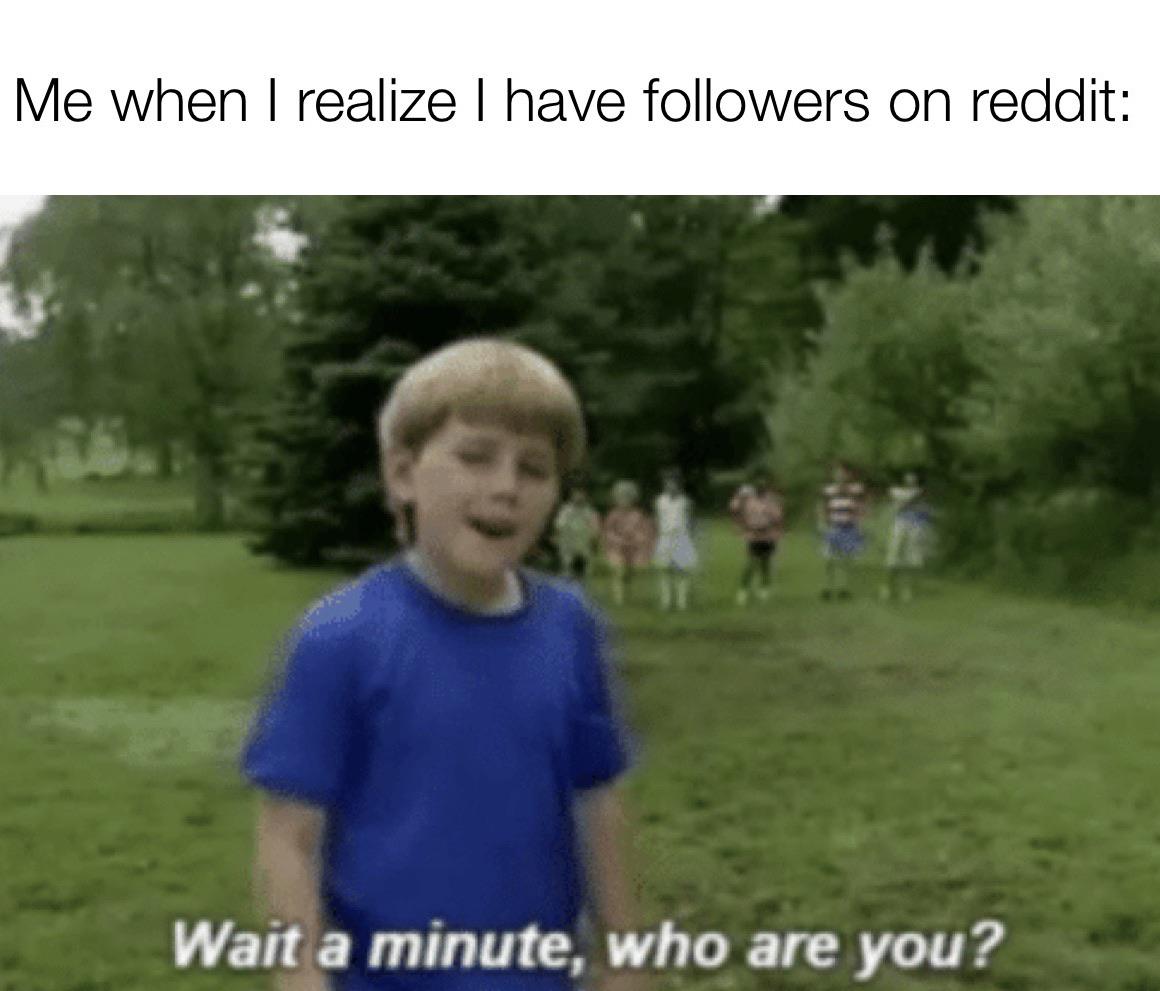 Me when I realize I have followers on reddit:
Wait a minute, who are you?